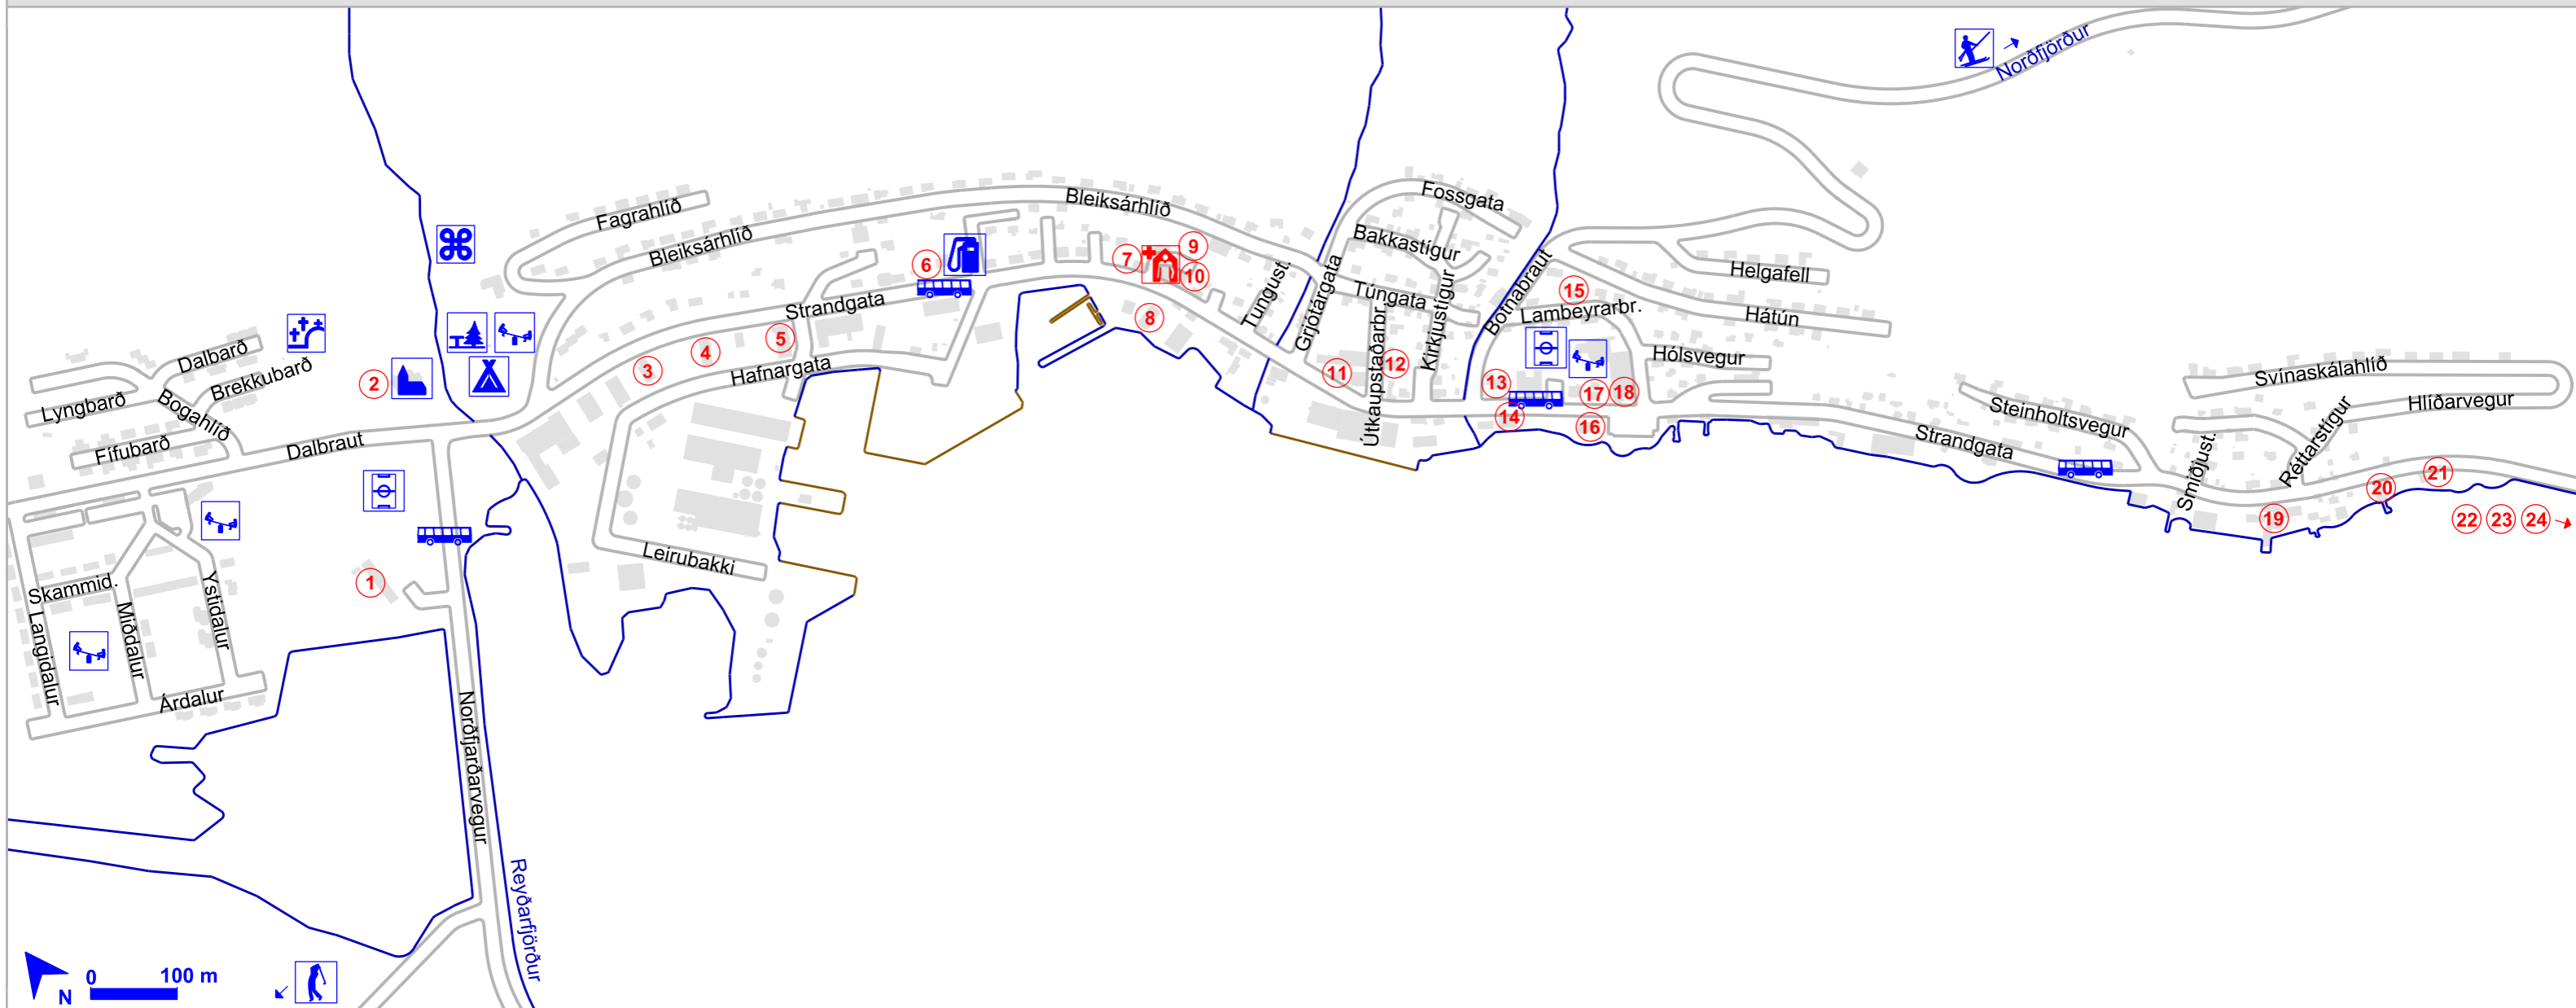 Norðfjörður
Fossgata
Fagrahlíð
Bleiksárhlíð
Bleiksárhlíð
Bakkastígur
Helgafell
Tungust.
Grjótárgata
Túngata
Kirkjustígur
Botnabraut
Lambeyrarbr.
Hátún
Strandgata
Hafnargata
Útkaupstaðarbr.
Hólsvegur
Dalbarð
Brekkubarð
Lyngbarð
Bogahlíð
Fífubarð
Dalbraut
Svínaskálahlíð
Steinholtsvegur
Hlíðarvegur
Strandgata
Smiðjust.
Réttarstígur
Leirubakki
Skammid.
Langidalur
Miðdalur
Ystidalur
Árdalur
Norðfjarðarvegur
Reyðarfjörður
1
2
3
4
5
6
7
8
9
10
11
12
13
14
15
16
17
18
19
20
21
22 23 24
N
0 100 m